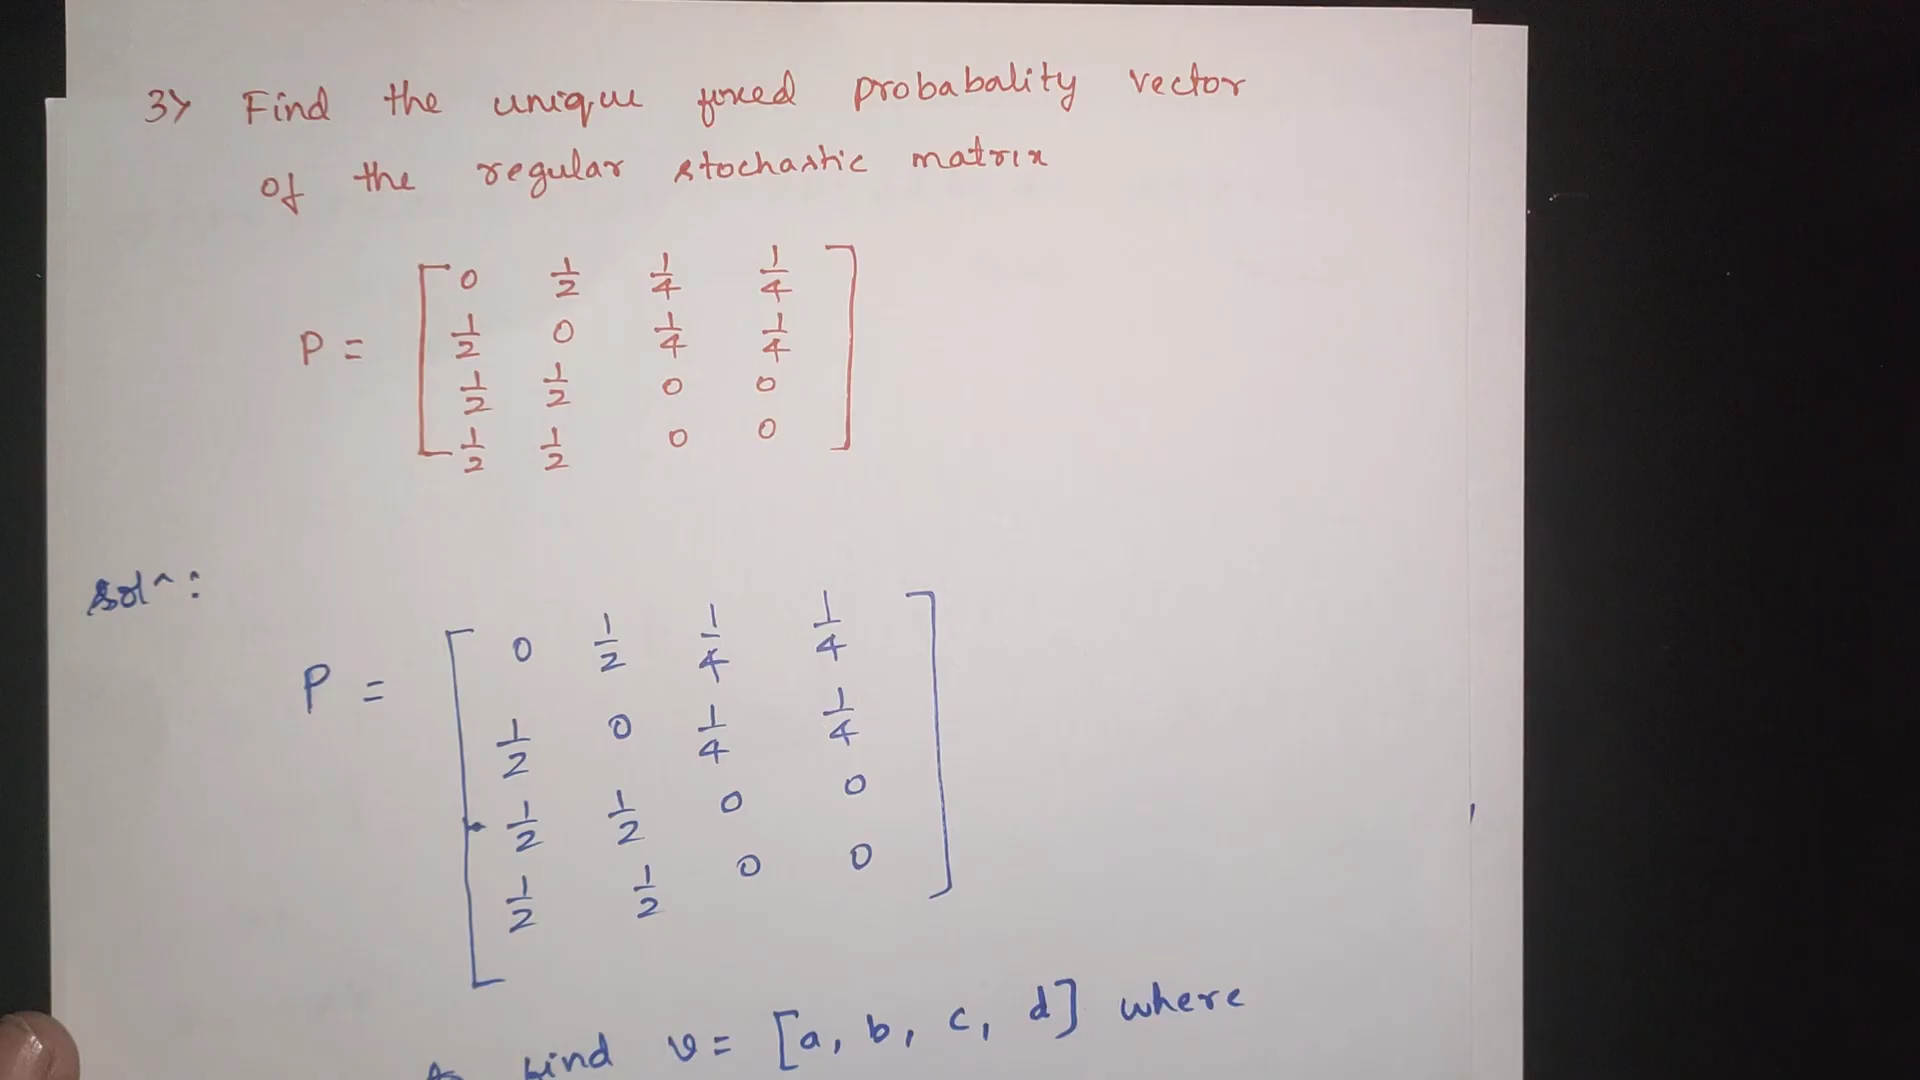 3) Find the unique fixed probabality vector
of the regular stochastic matrix
P = [ 0 1/2 1/4 1/4
1/2 0 1/4 1/4
1/2 1/2 0 0
1/2 1/2 0 0 ]
Solⁿ:
P = [ 0 1/2 1/4 1/4
1/2 0 1/4 1/4
1/2 1/2 0 0
1/2 1/2 0 0 ]
find v = [a, b, c, d] where